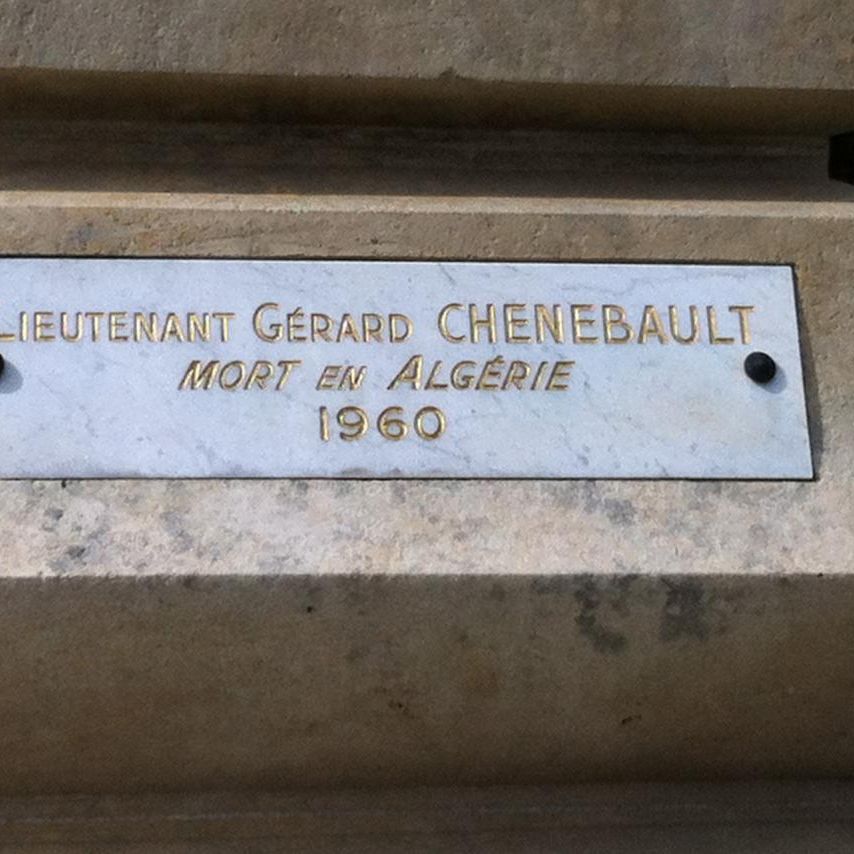 LIEUTENANT GÉRARD CHENEBAULT
MORT EN ALGÉRIE
1960